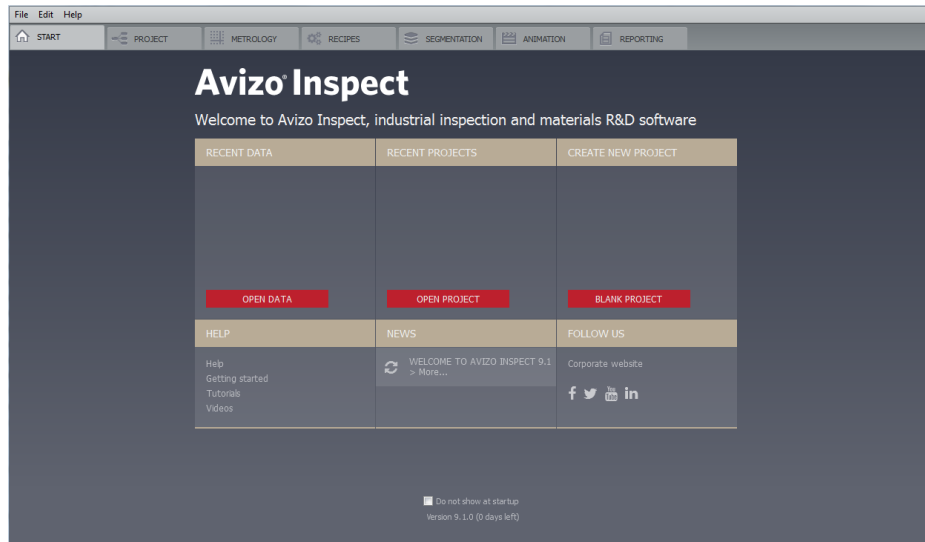 File Edit Help
START PROJECT METROLOGY RECIPES SEGMENTATION ANIMATION REPORTING
Avizo® Inspect
Welcome to Avizo Inspect, industrial inspection and materials R&D software
RECENT DATA RECENT PROJECTS CREATE NEW PROJECT
OPEN DATA OPEN PROJECT BLANK PROJECT
HELP NEWS FOLLOW US
Help WELCOME TO AVIZO INSPECT 9.1 Corporate website
> More...
Getting started
Tutorials
Videos
You Tube
Do not show at startup
Version 9.1.0 (0 days left)